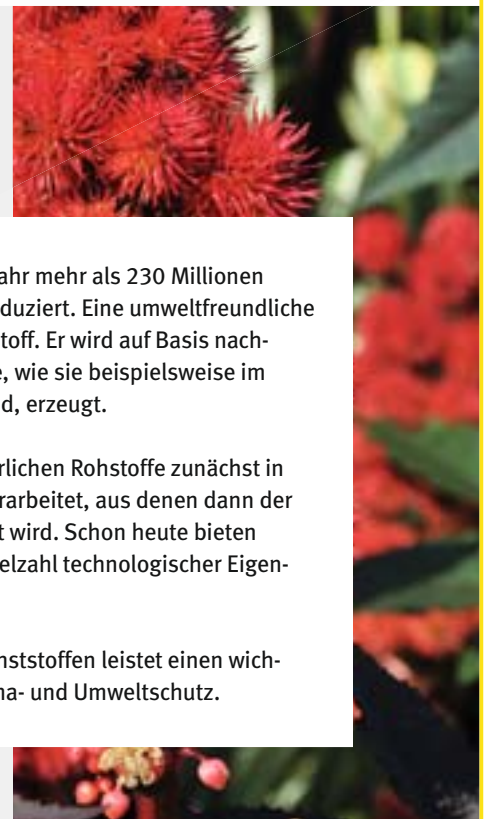 ahr mehr als 230 Millionen
duziert. Eine umweltfreundliche
toff. Er wird auf Basis nach-
e, wie sie beispielsweise im
d, erzeugt.
rlichen Rohstoffe zunächst in
rarbeitet, aus denen dann der
t wird. Schon heute bieten
elzahl technologischer Eigen-
nststoffen leistet einen wich-
na- und Umweltschutz.